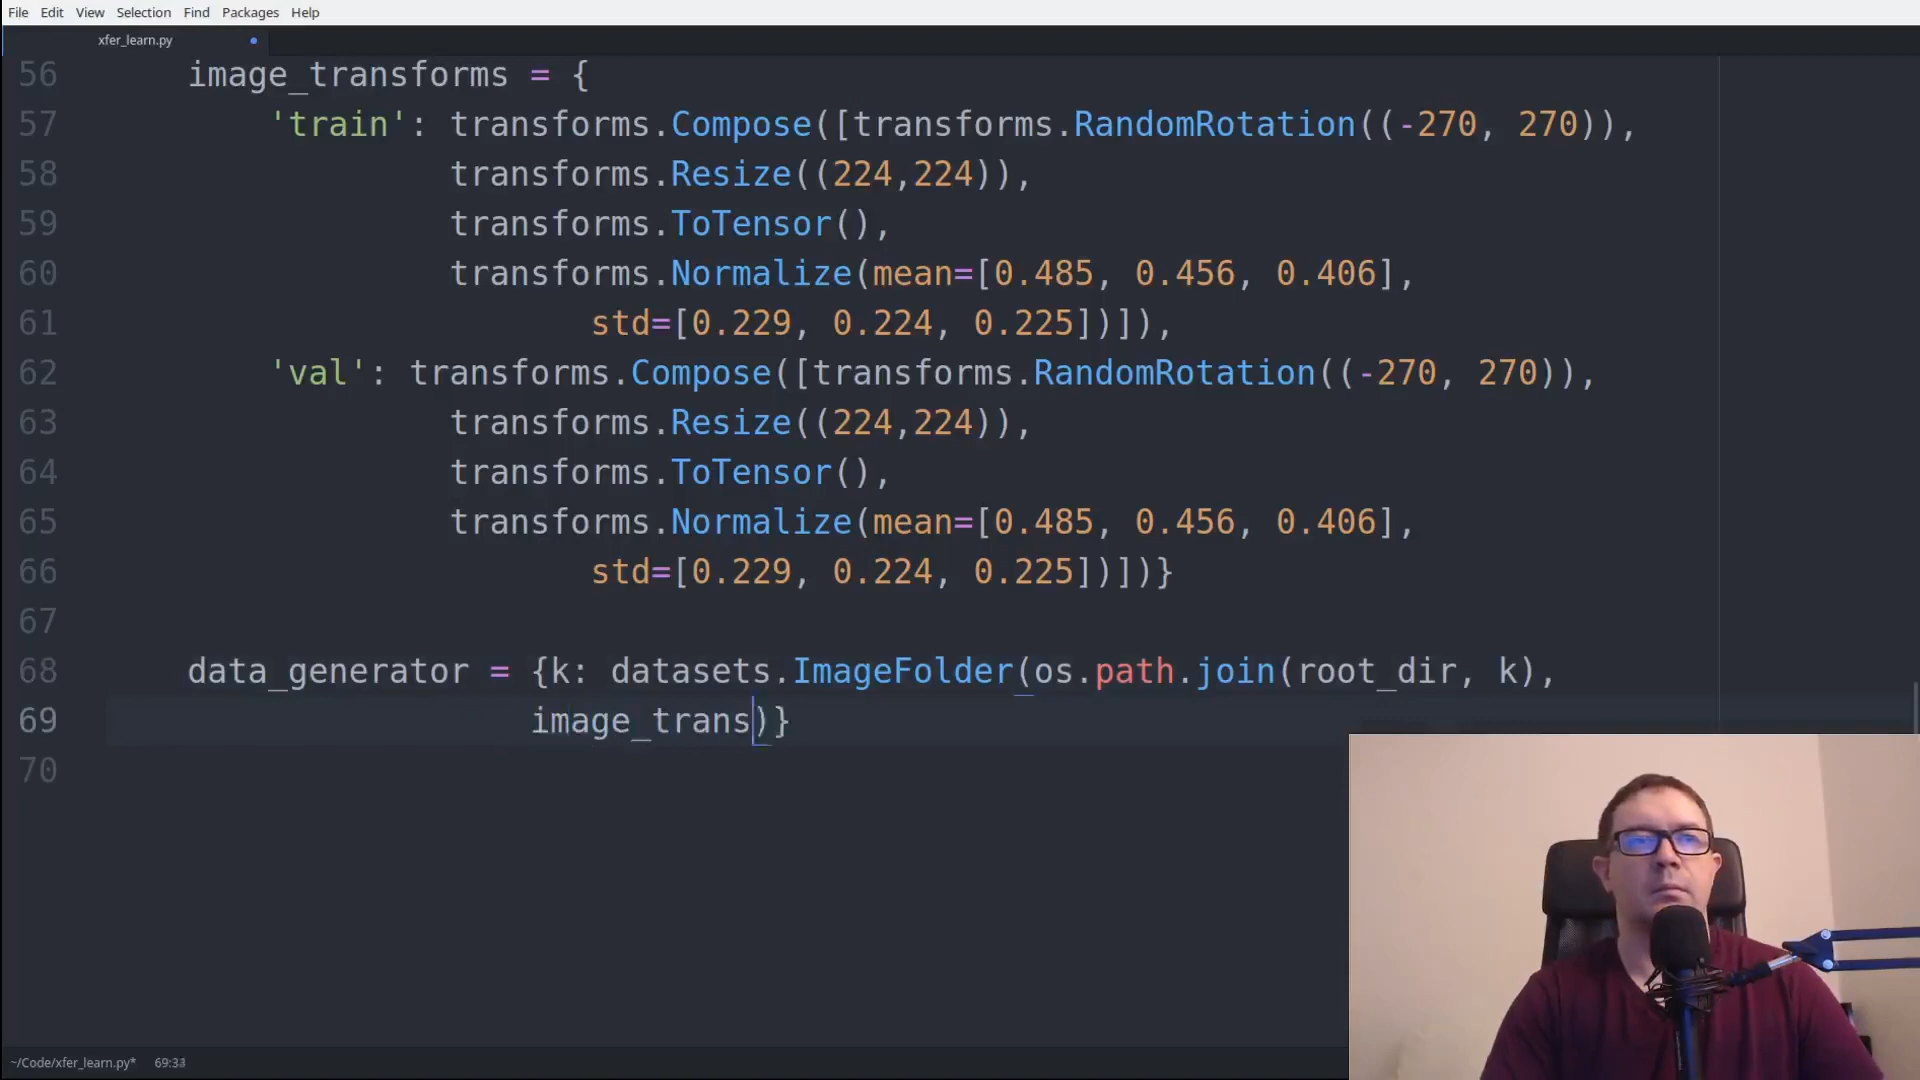 File Edit View Selection Find Packages Help
xfer_learn.py
56 image_transforms = {
57 'train': transforms.Compose([transforms.RandomRotation((-270, 270)),
58 transforms.Resize((224,224)),
59 transforms.ToTensor(),
60 transforms.Normalize(mean=[0.485, 0.456, 0.406],
61 std=[0.229, 0.224, 0.225])]),
62 'val': transforms.Compose([transforms.RandomRotation((-270, 270)),
63 transforms.Resize((224,224)),
64 transforms.ToTensor(),
65 transforms.Normalize(mean=[0.485, 0.456, 0.406],
66 std=[0.229, 0.224, 0.225])])}
67
68 data_generator = {k: datasets.ImageFolder(os.path.join(root_dir, k),
69 image_trans)}
70
~/Code/xfer_learn.py*